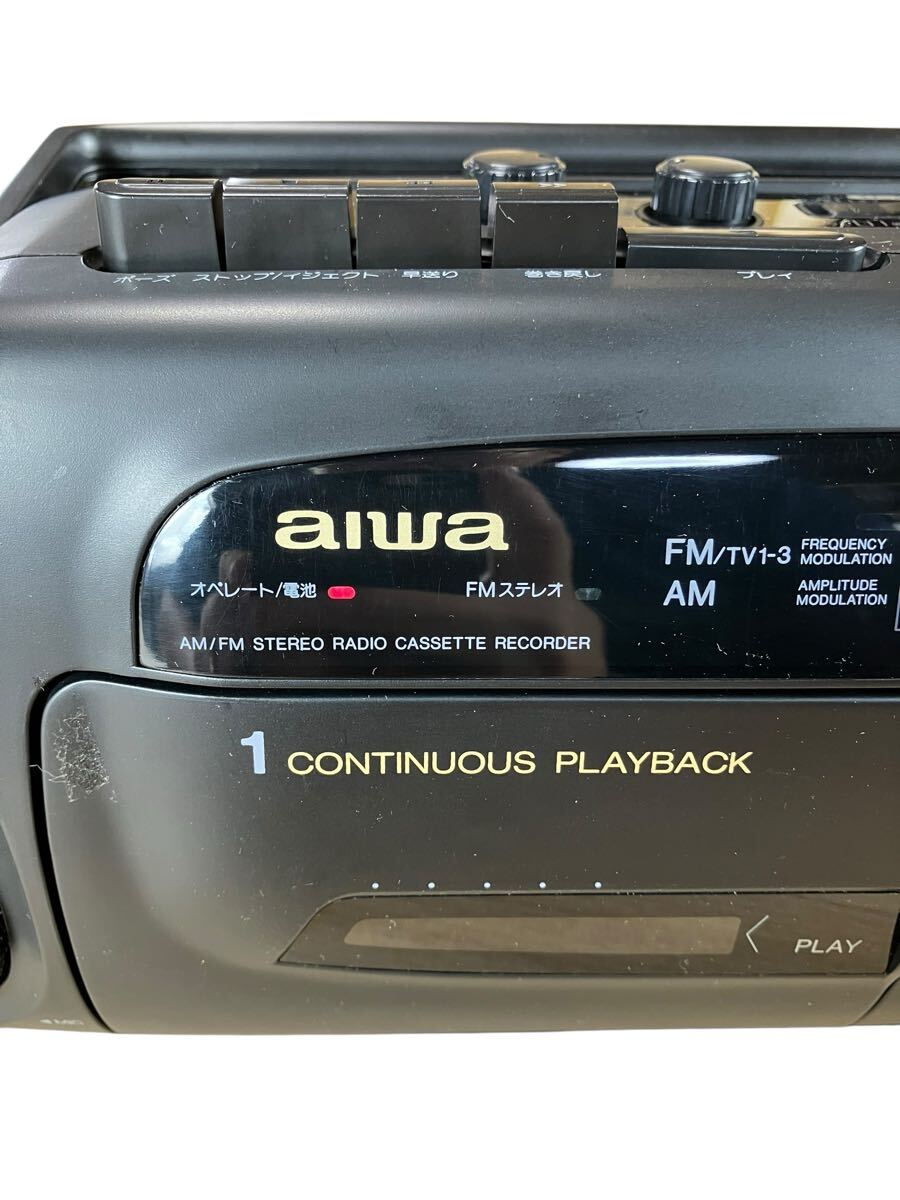 ポーズ ストップ/イジェクト 早送り 巻き戻し プレイ
aiwa
FM/TV1-3 FREQUENCY MODULATION
オペレート/電池 FMステレオ AM AMPLITUDE MODULATION
AM/FM STEREO RADIO CASSETTE RECORDER
1 CONTINUOUS PLAYBACK
PLAY